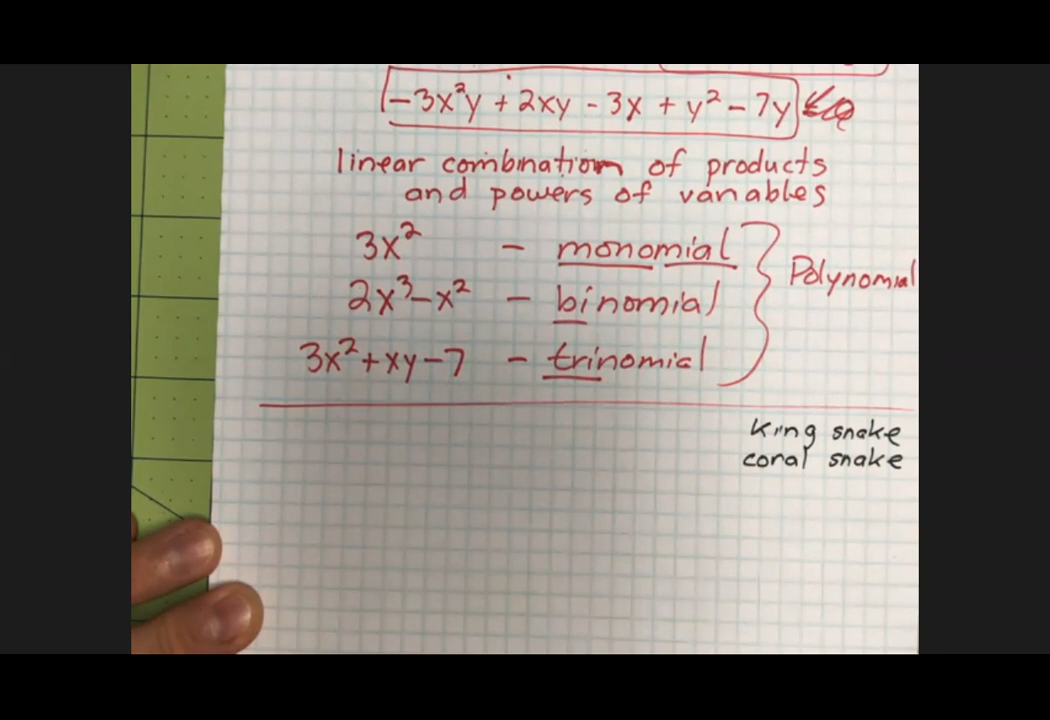 -3x²y + 2xy - 3x + y² - 7y
linear combination of products
and powers of variables
3x² - monomial
2x³-x² - binomial
3x²+xy-7 - trinomial
Polynomial
king snake
coral snake